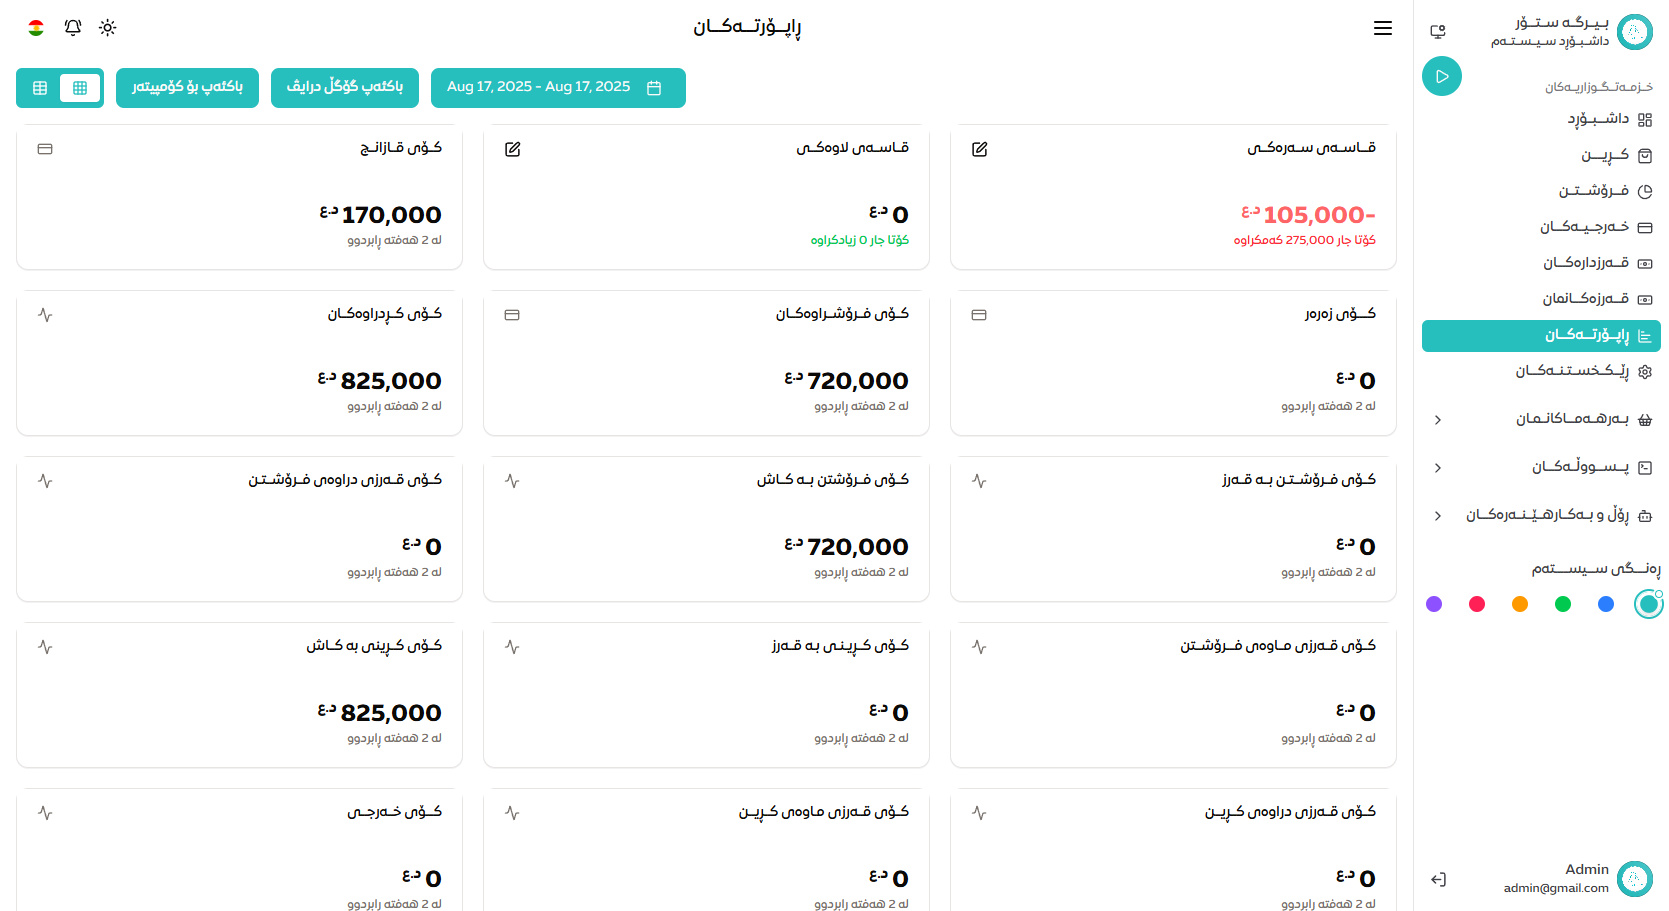 بیرگە ستۆر
داشبۆرد سیستەم
خزمەتگوزاریەکان
داشبۆڕد
کڕین
فرۆشتن
خەرجیەکان
قەرزدارەکان
قەرزەکانمان
ڕاپۆرتەکان
ڕێکخستنەکان
بەرهەماکانمان
پسووڵەکان
ڕۆڵ و بەکارهێنەرەکان
ڕەنگی سیستەم
Admin
admin@gmail.com
ڕاپۆرتەکان
Aug 17, 2025 - Aug 17, 2025
باکئەپ گۆگڵ درایڤ
باکئەپ بۆ کۆمپیتەر
قاسەی سەرەکی
-105,000 د.ع
کۆتا جار 275,000 کەمکراوە
قاسەی لاوەکی
0 د.ع
کۆتا جار 0 زیادکراوە
کۆی قازانج
170,000 د.ع
لە 2 هەفتە ڕابردوو
کۆی زەرەر
0 د.ع
لە 2 هەفتە ڕابردوو
کۆی فرۆشراوەکان
720,000 د.ع
لە 2 هەفتە ڕابردوو
کۆی کڕدراوەکان
825,000 د.ع
لە 2 هەفتە ڕابردوو
کۆی فرۆشتن بە قەرز
0 د.ع
لە 2 هەفتە ڕابردوو
کۆی فرۆشتن بە کاش
720,000 د.ع
لە 2 هەفتە ڕابردوو
کۆی قەرزی دراوەی فرۆشتن
0 د.ع
لە 2 هەفتە ڕابردوو
کۆی قەرزی ماوەی فرۆشتن
0 د.ع
لە 2 هەفتە ڕابردوو
کۆی کڕینی بە قەرز
0 د.ع
لە 2 هەفتە ڕابردوو
کۆی کڕینی بە کاش
825,000 د.ع
لە 2 هەفتە ڕابردوو
کۆی قەرزی دراوەی کڕین
0 د.ع
لە 2 هەفتە ڕابردوو
کۆی قەرزی ماوەی کڕین
0 د.ع
لە 2 هەفتە ڕابردوو
کۆی خەرجی
0 د.ع
لە 2 هەفتە ڕابردوو